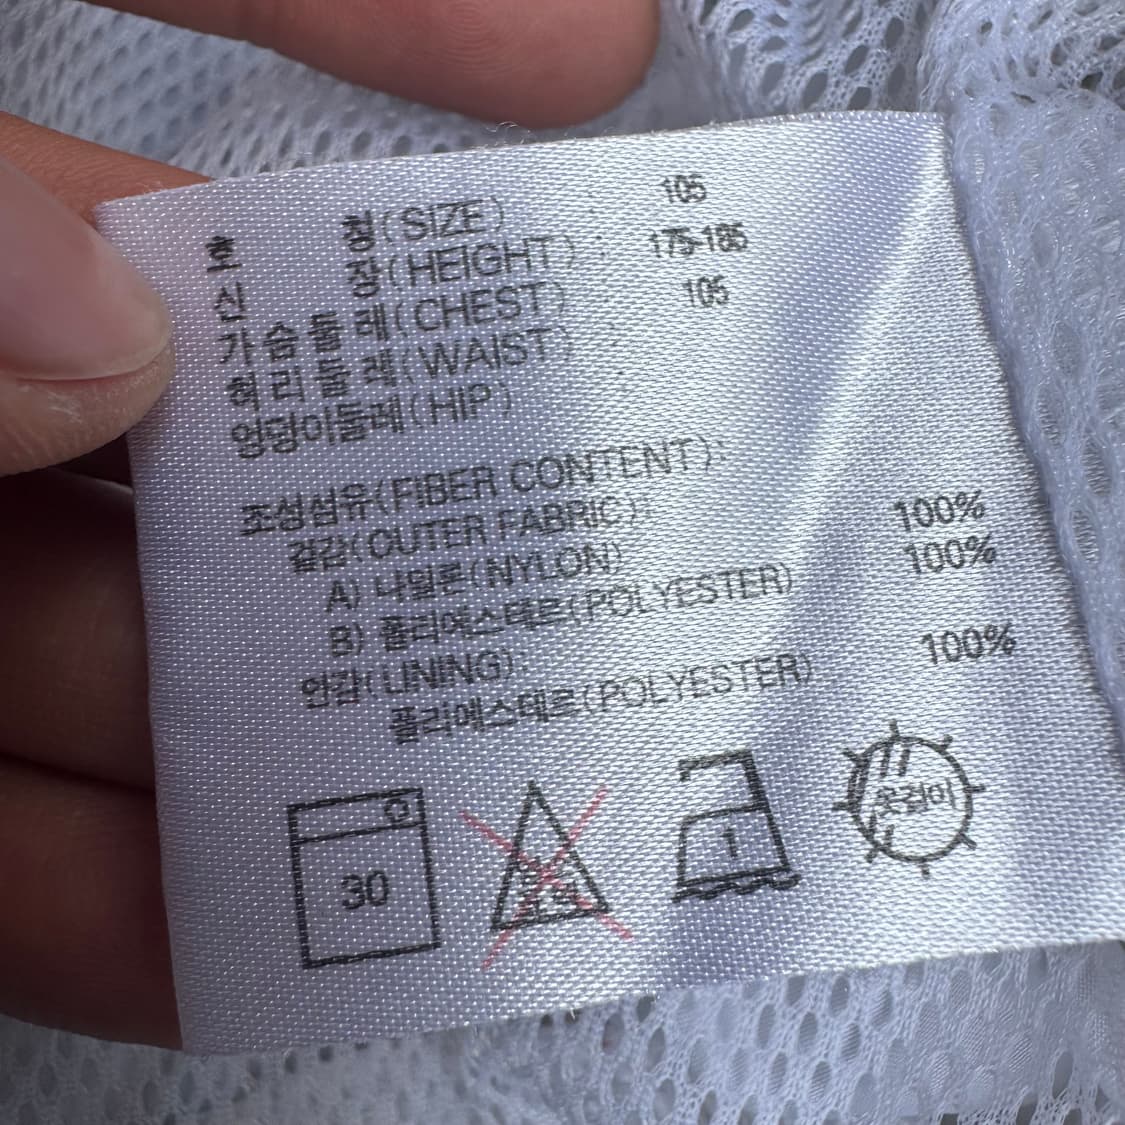 호 칭(SIZE) : 105
신 장(HEIGHT) : 175-185
가슴둘레(CHEST) : 105
허리둘레(WAIST) :
엉덩이둘레(HIP) :
조성섬유(FIBER CONTENT):
겉감(OUTER FABRIC):
A) 나일론(NYLON) 100%
B) 폴리에스테르(POLYESTER) 100%
안감(LINING):
폴리에스테르(POLYESTER) 100%
30
1
옷걸이